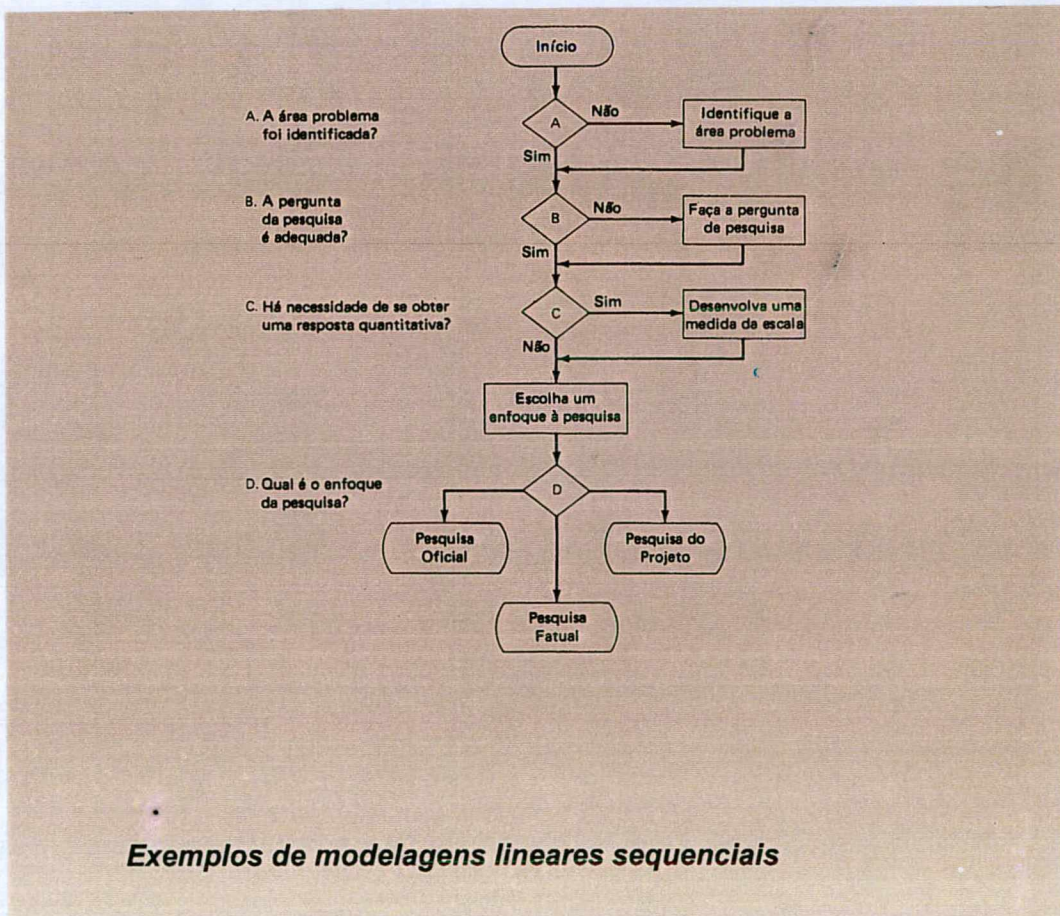 Início
A. A área problema
foi identificada?
A
Não
Identifique a
área problema
Sim
B. A pergunta
da pesquisa
é adequada?
B
Não
Faça a pergunta
de pesquisa
Sim
C. Há necessidade de se obter
uma resposta quantitativa?
C
Sim
Desenvolva uma
medida da escala
Não
Escolha um
enfoque à pesquisa
D. Qual é o enfoque
da pesquisa?
D
Pesquisa
Oficial
Pesquisa do
Projeto
Pesquisa
Fatual
Exemplos de modelagens lineares sequenciais